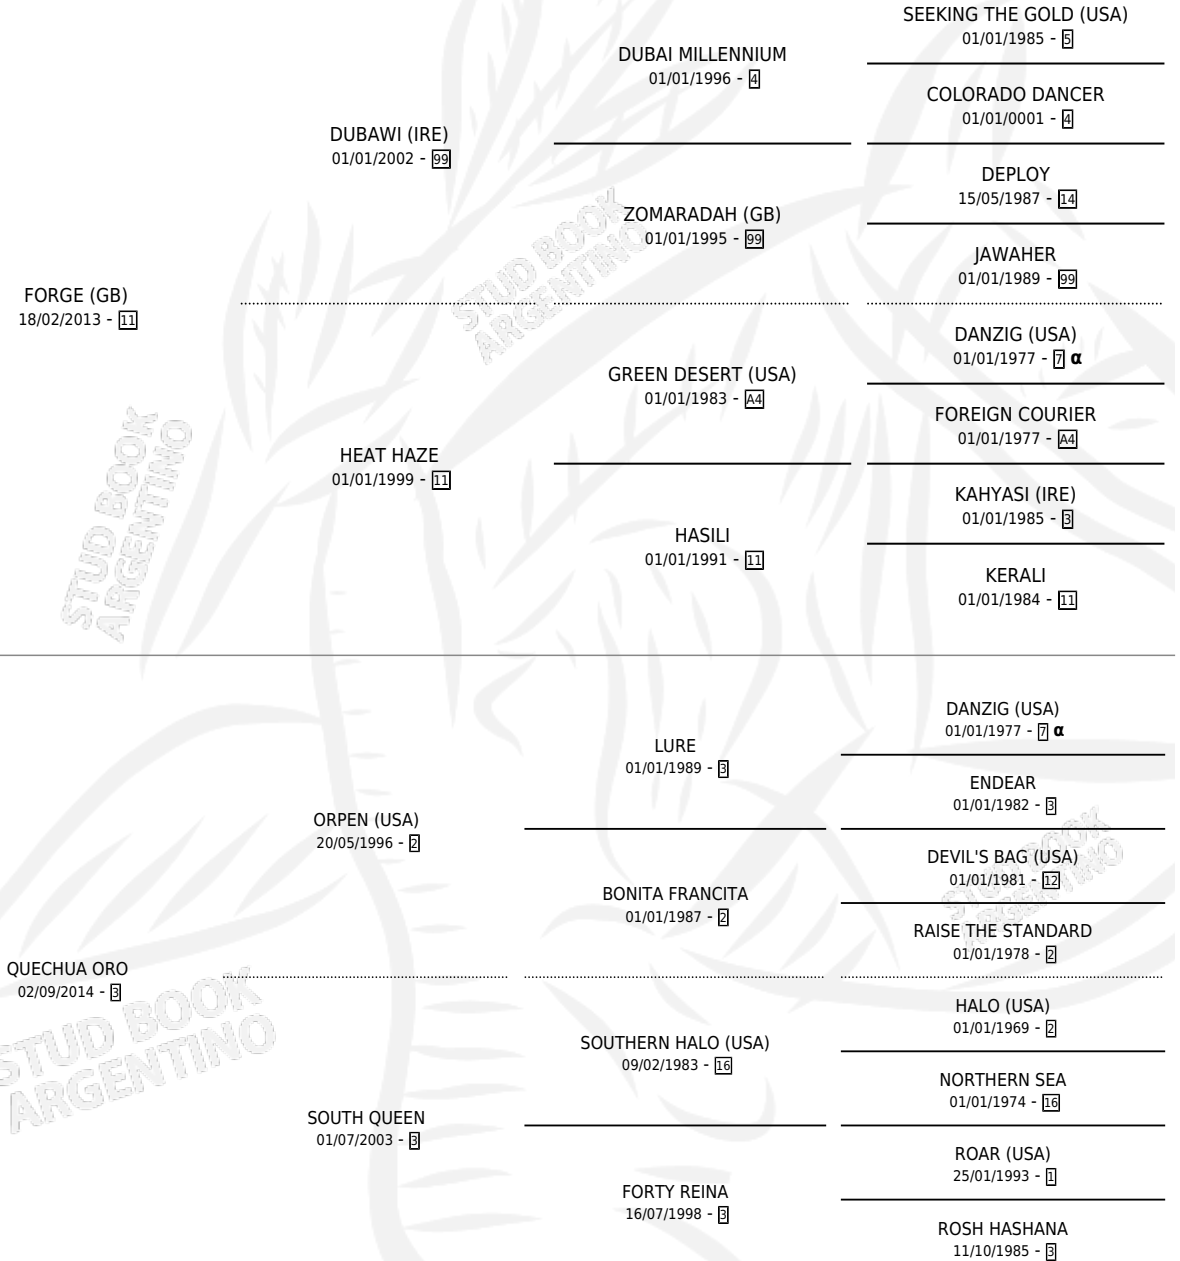 SEEKING THE GOLD (USA)
01/01/1985 - 5
DUBAI MILLENNIUM
01/01/1996 - 4
COLORADO DANCER
01/01/0001 - 4
DUBAWI (IRE)
01/01/2002 - 99
DEPLOY
15/05/1987 - 14
ZOMARADAH (GB)
01/01/1995 - 99
JAWAHER
01/01/1989 - 99
FORGE (GB)
18/02/2013 - 11
DANZIG (USA)
01/01/1977 - 7 α
GREEN DESERT (USA)
01/01/1983 - A4
FOREIGN COURIER
01/01/1977 - A4
HEAT HAZE
01/01/1999 - 11
KAHYASI (IRE)
01/01/1985 - 3
HASILI
01/01/1991 - 11
KERALI
01/01/1984 - 11
DANZIG (USA)
01/01/1977 - 7 α
LURE
01/01/1989 - 3
ENDEAR
01/01/1982 - 3
ORPEN (USA)
20/05/1996 - 2
DEVIL'S BAG (USA)
01/01/1981 - 12
BONITA FRANCITA
01/01/1987 - 2
RAISE THE STANDARD
01/01/1978 - 2
QUECHUA ORO
02/09/2014 - 3
HALO (USA)
01/01/1969 - 2
SOUTHERN HALO (USA)
09/02/1983 - 16
NORTHERN SEA
01/01/1974 - 16
SOUTH QUEEN
01/07/2003 - 3
ROAR (USA)
25/01/1993 - 1
FORTY REINA
16/07/1998 - 3
ROSH HASHANA
11/10/1985 - 3
STUD BOOK
ARGENTINO
STUD BOOK
ARGENTINO
STUD BOOK
ARGENTINO
STUD BOOK
ARGENTINO